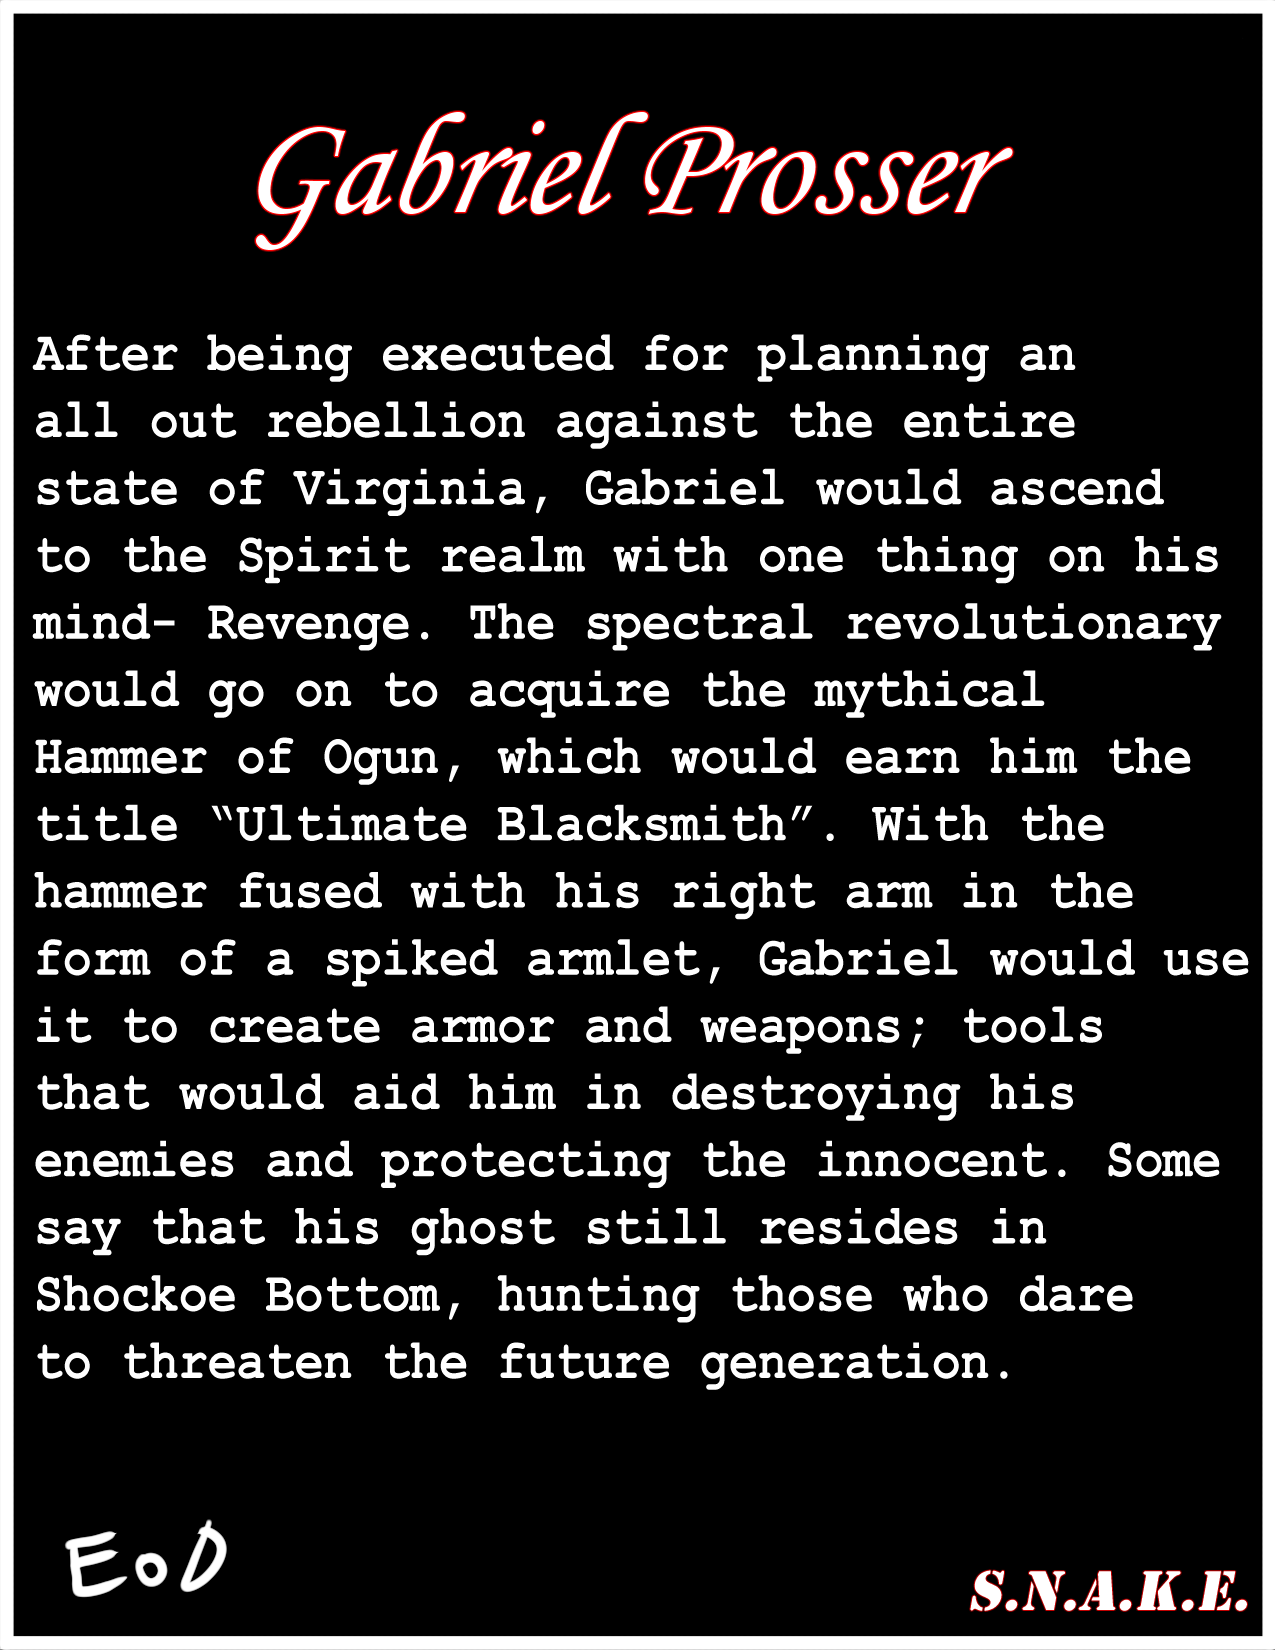 Gabriel Prosser
After being executed for planning an
all out rebellion against the entire
state of Virginia, Gabriel would ascend
to the Spirit realm with one thing on his
mind- Revenge. The spectral revolutionary
would go on to acquire the mythical
Hammer of Ogun, which would earn him the
title “Ultimate Blacksmith”. With the
hammer fused with his right arm in the
form of a spiked armlet, Gabriel would use
it to create armor and weapons; tools
that would aid him in destroying his
enemies and protecting the innocent. Some
say that his ghost still resides in
Shockoe Bottom, hunting those who dare
to threaten the future generation.
EoD
S.N.A.K.E.